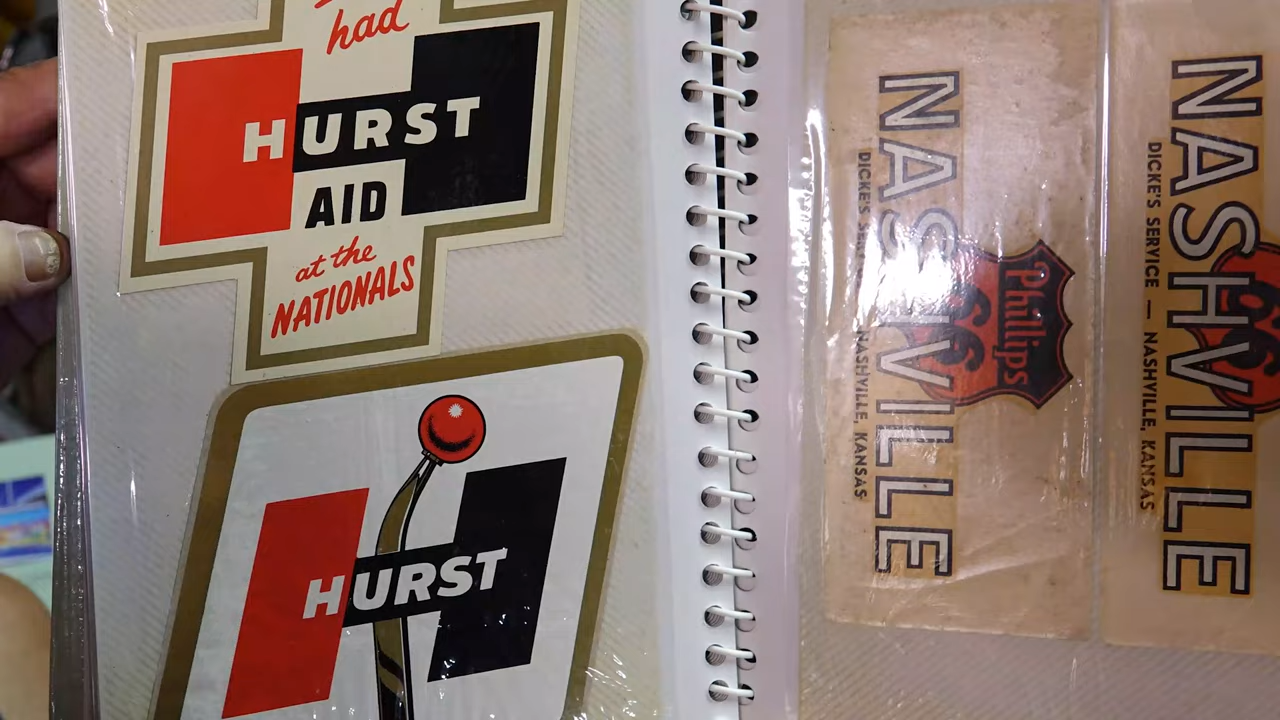 had
HURST
AID
at the
NATIONALS
HURST
NASHVILLE
DICKE'S SERVICE — NASHVILLE, KANSAS
Phillips
66
NASHVILLE
DICKE'S SERVICE — NASHVILLE, KANSAS
66